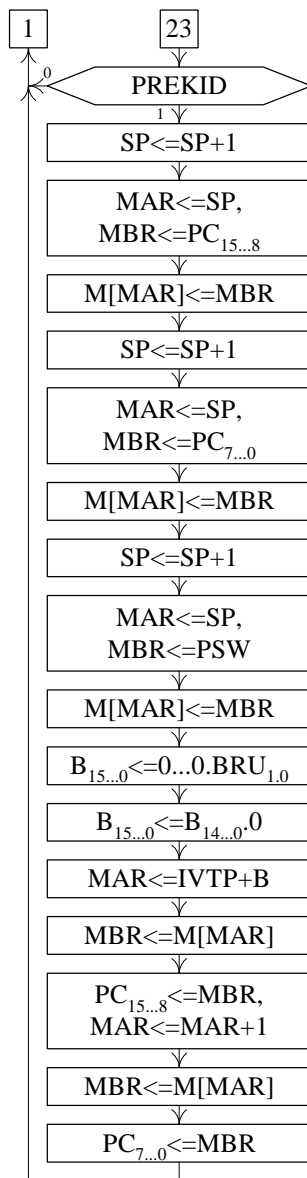 1
23
0
PREKID
1
SP<=SP+1
MAR<=SP,
MBR<=PC15...8
M[MAR]<=MBR
SP<=SP+1
MAR<=SP,
MBR<=PC7...0
M[MAR]<=MBR
SP<=SP+1
MAR<=SP,
MBR<=PSW
M[MAR]<=MBR
B15...0<=0...0.BRU1.0
B15...0<=B14...0.0
MAR<=IVTP+B
MBR<=M[MAR]
PC15...8<=MBR,
MAR<=MAR+1
MBR<=M[MAR]
PC7...0<=MBR